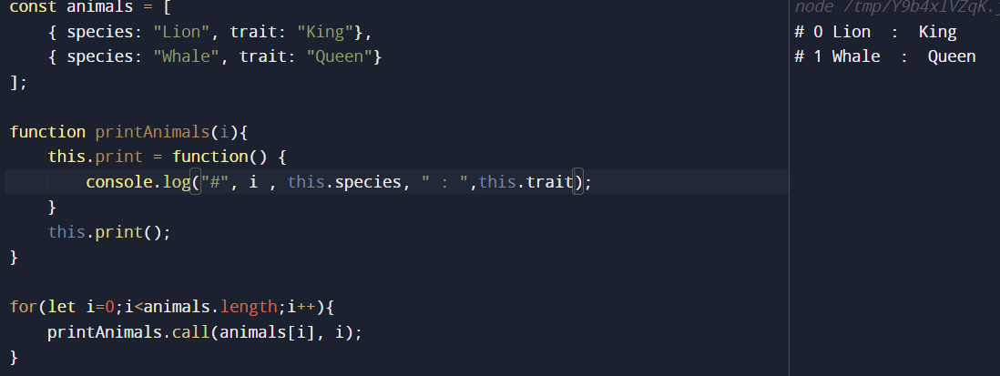 const animals = [
    { species: "Lion", trait: "King"},
    { species: "Whale", trait: "Queen"}
];

function printAnimals(i){
    this.print = function() {
        console.log("#", i , this.species, " : ",this.trait);
    }
    this.print();
}

for(let i=0;i<animals.length;i++){
    printAnimals.call(animals[i], i);
}
node /tmp/Y9b4xIVZqK.
# 0 Lion  :  King
# 1 Whale  :  Queen